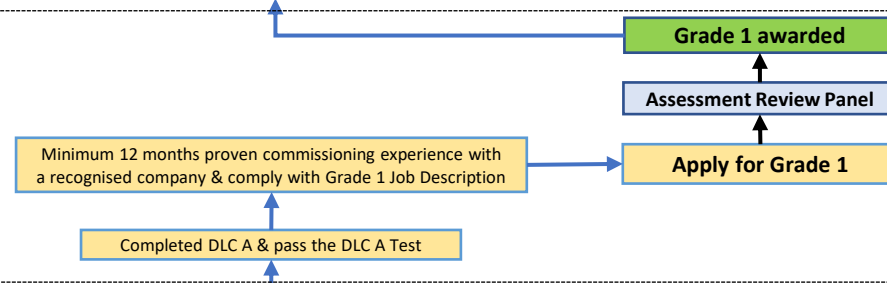 Grade 1 awarded
Assessment Review Panel
Minimum 12 months proven commissioning experience with
a recognised company & comply with Grade 1 Job Description
Apply for Grade 1
Completed DLC A & pass the DLC A Test